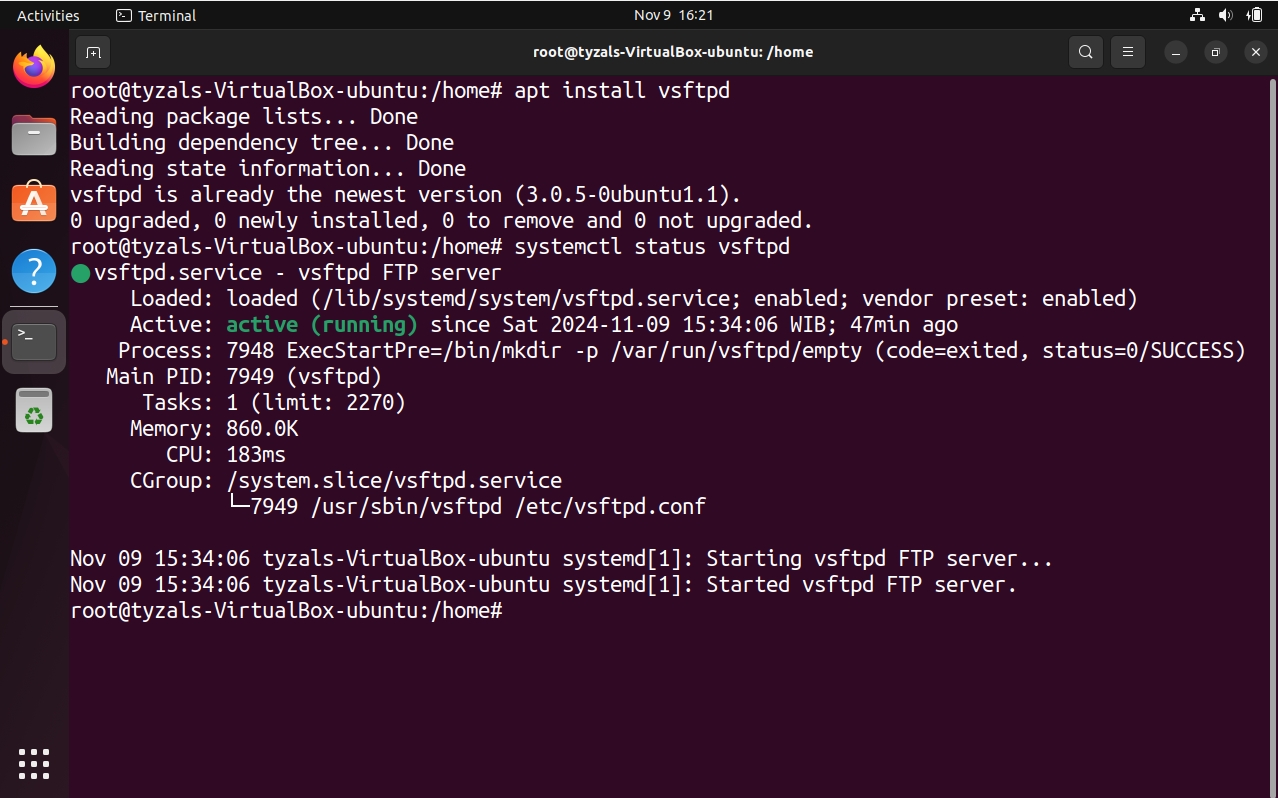 Activities
Terminal
Nov 9 16:21
root@tyzals-VirtualBox-ubuntu: /home
root@tyzals-VirtualBox-ubuntu:/home# apt install vsftpd
Reading package lists... Done
Building dependency tree... Done
Reading state information... Done
vsftpd is already the newest version (3.0.5-0ubuntu1.1).
0 upgraded, 0 newly installed, 0 to remove and 0 not upgraded.
root@tyzals-VirtualBox-ubuntu:/home# systemctl status vsftpd
● vsftpd.service - vsftpd FTP server
     Loaded: loaded (/lib/systemd/system/vsftpd.service; enabled; vendor preset: enabled)
     Active: active (running) since Sat 2024-11-09 15:34:06 WIB; 47min ago
    Process: 7948 ExecStartPre=/bin/mkdir -p /var/run/vsftpd/empty (code=exited, status=0/SUCCESS)
   Main PID: 7949 (vsftpd)
      Tasks: 1 (limit: 2270)
     Memory: 860.0K
        CPU: 183ms
     CGroup: /system.slice/vsftpd.service
             └─7949 /usr/sbin/vsftpd /etc/vsftpd.conf
Nov 09 15:34:06 tyzals-VirtualBox-ubuntu systemd[1]: Starting vsftpd FTP server...
Nov 09 15:34:06 tyzals-VirtualBox-ubuntu systemd[1]: Started vsftpd FTP server.
root@tyzals-VirtualBox-ubuntu:/home#